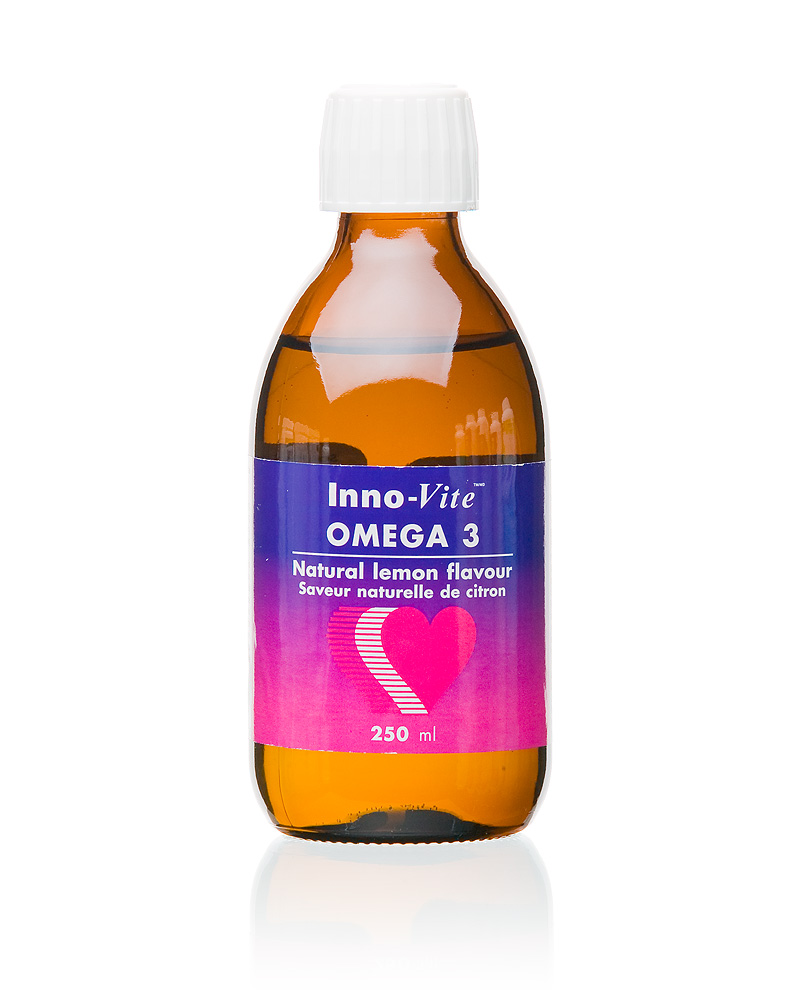 Inno-Vite
OMEGA 3
Natural lemon flavour
Saveur naturelle de citron
250 ml